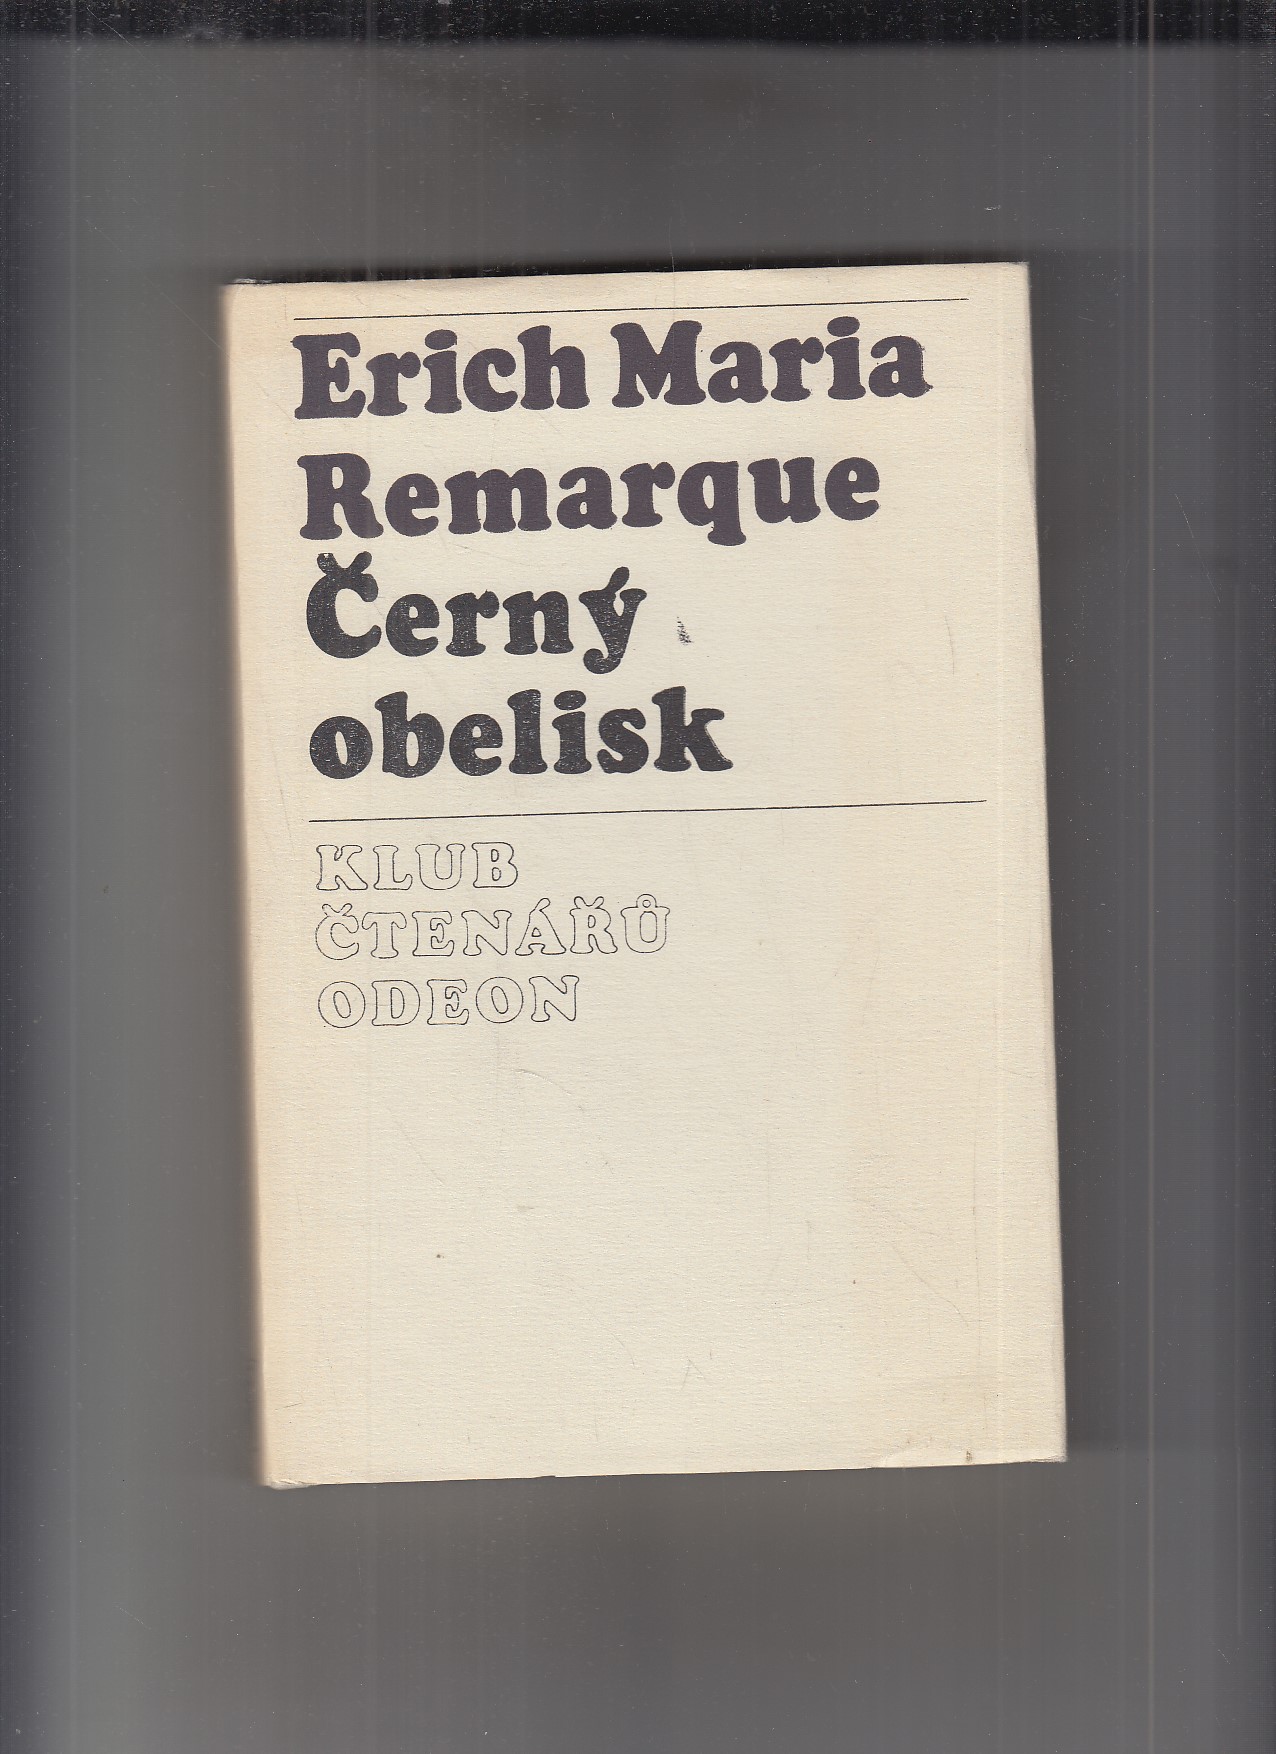 Erich Maria
Remarque
Černý
obelisk
KLUB
ČTENÁŘŮ
ODEON